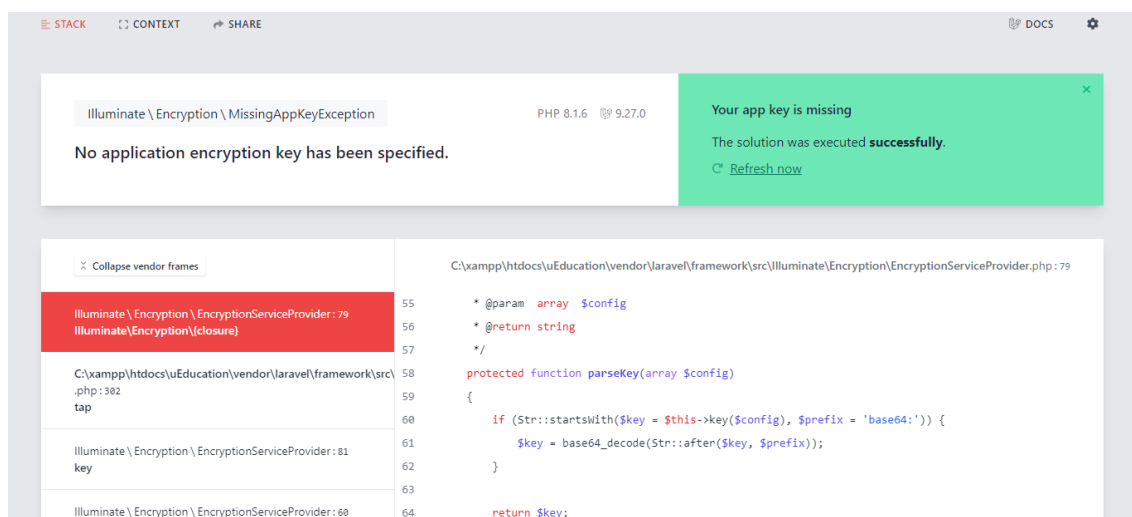 STACK CONTEXT SHARE DOCS
Illuminate \ Encryption \ MissingAppKeyException PHP 8.1.6 9.27.0
No application encryption key has been specified.
Your app key is missing
The solution was executed successfully.
Refresh now
Collapse vendor frames
Illuminate \ Encryption \ EncryptionServiceProvider : 79
Illuminate\Encryption\{closure}
C:\xampp\htdocs\uEducation\vendor\laravel\framework\src\
.php : 302
tap
Illuminate \ Encryption \ EncryptionServiceProvider : 81
key
Illuminate \ Encryption \ EncryptionServiceProvider : 60
C:\xampp\htdocs\uEducation\vendor\laravel\framework\src\Illuminate\Encryption\EncryptionServiceProvider.php : 79
55 * @param array $config
56 * @return string
57 */
58 protected function parseKey(array $config)
59 {
60 if (Str::startsWith($key = $this->key($config), $prefix = 'base64:')) {
61 $key = base64_decode(Str::after($key, $prefix));
62 }
63
64 return $key;